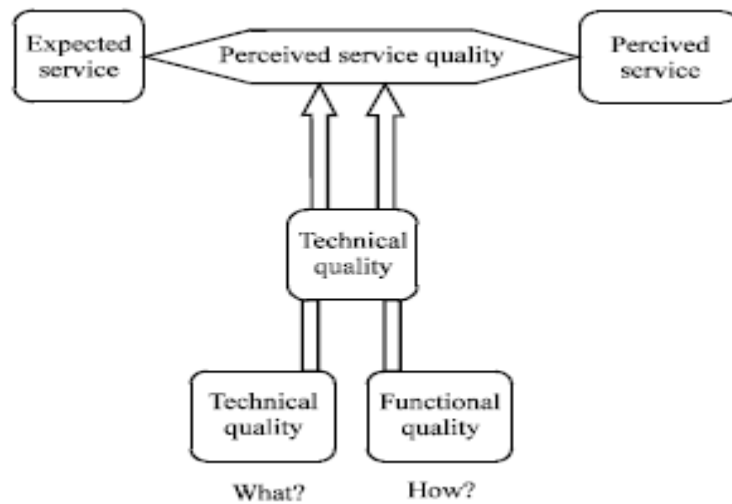 Expected
service
Perceived service quality
Percived
service
Technical
quality
Technical
quality
Functional
quality
What?
How?